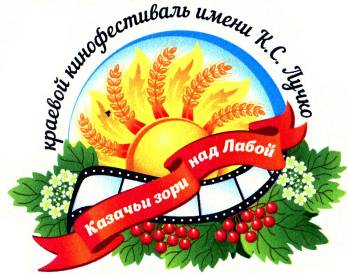 краевой кинофестиваль имени К.С. Лучко
Казачьи зори
над Лабой